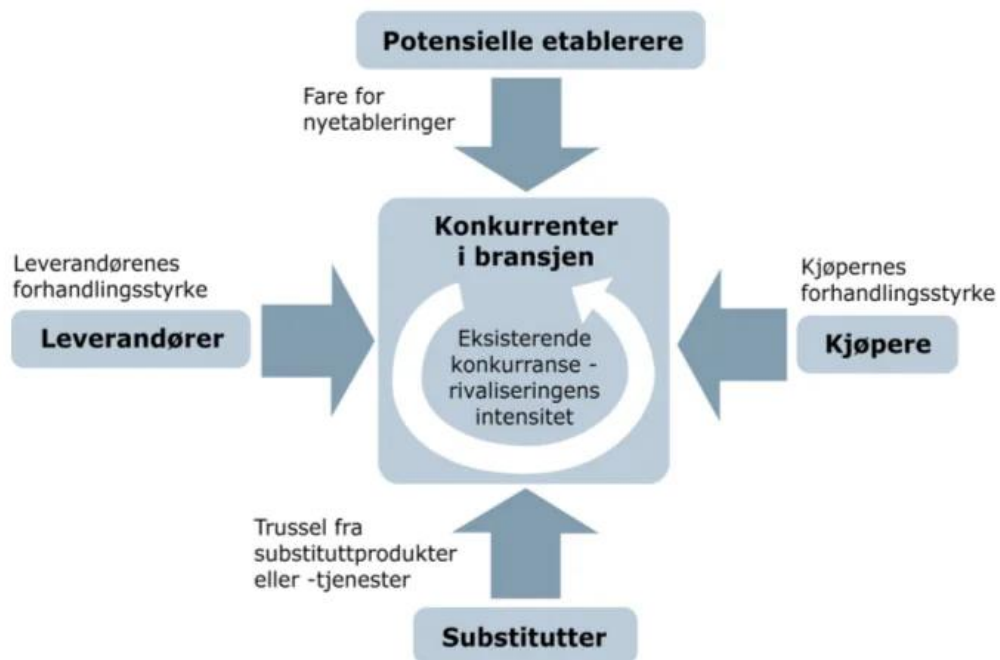 Potensielle etablerere
Fare for
nyetableringer
Konkurrenter
i bransjen
Leverandørenes
forhandlingsstyrke
Leverandører
Eksisterende
konkurranse -
rivaliseringens
intensitet
Kjøpernes
forhandlingsstyrke
Kjøpere
Trussel fra
substituttprodukter
eller -tjenester
Substitutter